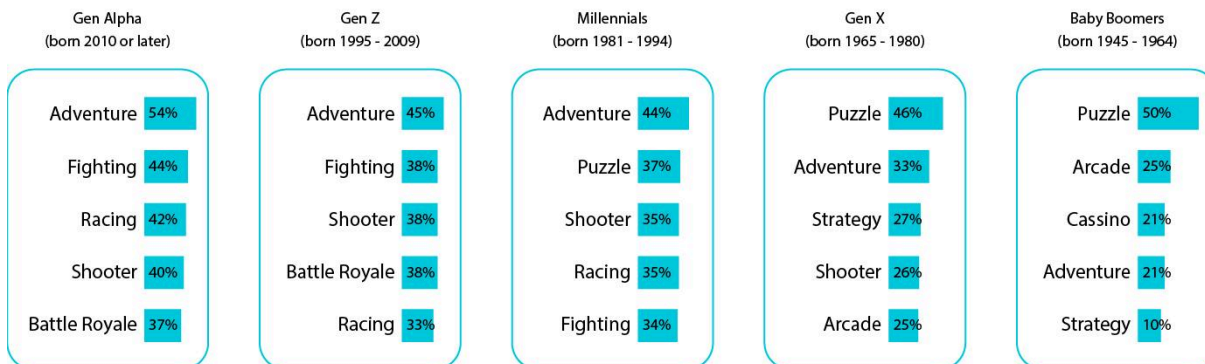 Gen Alpha
(born 2010 or later)
Adventure 54%
Fighting 44%
Racing 42%
Shooter 40%
Battle Royale 37%
Gen Z
(born 1995 - 2009)
Adventure 45%
Fighting 38%
Shooter 38%
Battle Royale 38%
Racing 33%
Millennials
(born 1981 - 1994)
Adventure 44%
Puzzle 37%
Shooter 35%
Racing 35%
Fighting 34%
Gen X
(born 1965 - 1980)
Puzzle 46%
Adventure 33%
Strategy 27%
Shooter 26%
Arcade 25%
Baby Boomers
(born 1945 - 1964)
Puzzle 50%
Arcade 25%
Cassino 21%
Adventure 21%
Strategy 10%